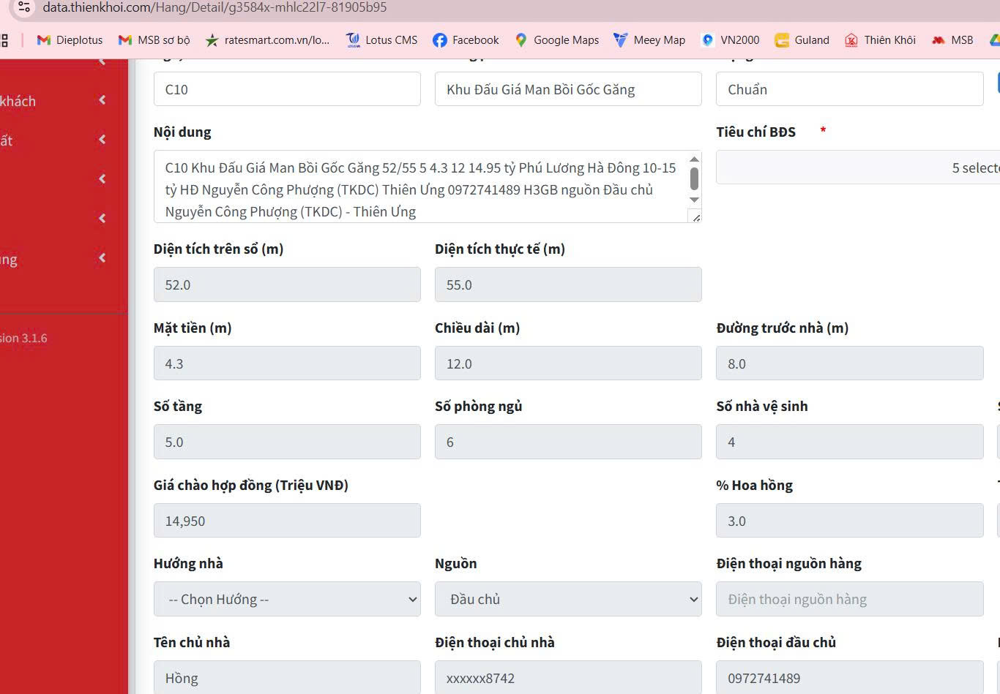 data.thienkhoi.com/Hang/Detail/g3584x-mhlc22l7-81905b95
Dieplotus MSB sơ bộ ratesmart.com.vn/lo... Lotus CMS Facebook Google Maps Meey Map VN2000 Guland Thiên Khôi MSB
khách
ất
ụng
sion 3.1.6
C10 Khu Đấu Giá Man Bồi Gốc Găng Chuẩn
Nội dung Tiêu chí BĐS *
C10 Khu Đấu Giá Man Bồi Gốc Găng 52/55 5 4.3 12 14.95 tỷ Phú Lương Hà Đông 10-15
tỷ HĐ Nguyễn Công Phượng (TKDC) Thiên Ưng 0972741489 H3GB nguồn Đầu chủ
Nguyễn Công Phượng (TKDC) - Thiên Ưng
5 selecte
Diện tích trên sổ (m) Diện tích thực tế (m)
52.0 55.0
Mặt tiền (m) Chiều dài (m) Đường trước nhà (m)
4.3 12.0 8.0
Số tầng Số phòng ngủ Số nhà vệ sinh
5.0 6 4
Giá chào hợp đồng (Triệu VNĐ) % Hoa hồng
14,950 3.0
Hướng nhà Nguồn Điện thoại nguồn hàng
-- Chọn Hướng -- Đầu chủ Điện thoại nguồn hàng
Tên chủ nhà Điện thoại chủ nhà Điện thoại đầu chủ
Hồng xxxxxx8742 0972741489